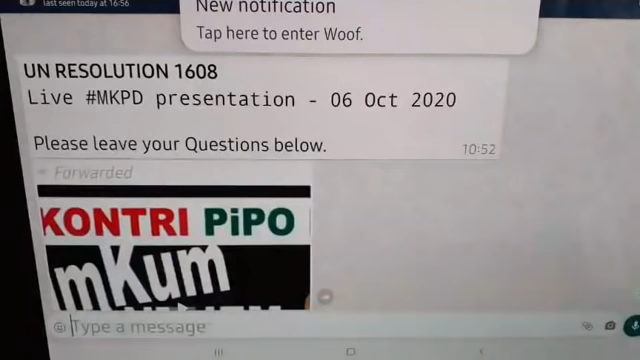 last seen today at 16:56
New notification
Tap here to enter Woof.
UN RESOLUTION 1608
Live #MKPD presentation - 06 Oct 2020
Please leave your Questions below.
10:52
Forwarded
KONTRI PiPO
mKum
Type a message